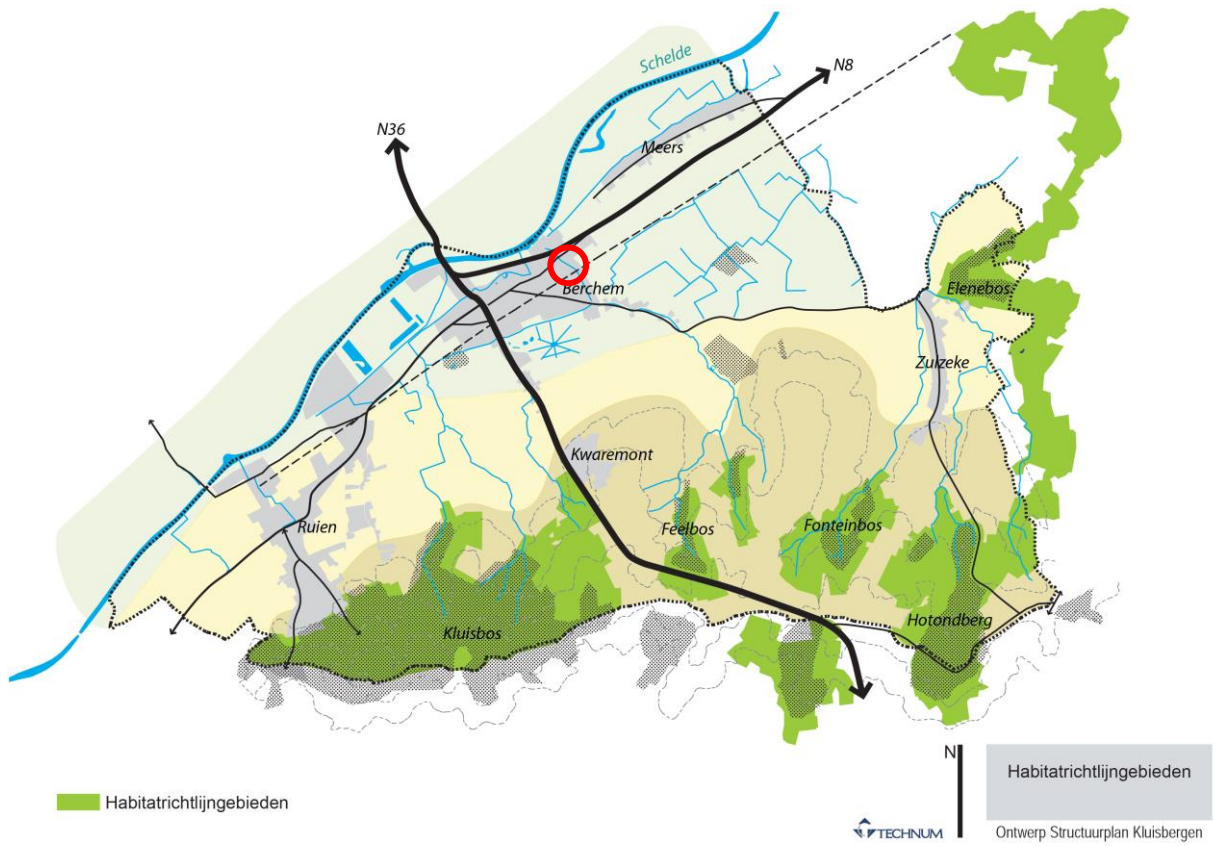 Schelde
N8
N36
Meers
Berchem
Elenebos
Zulzeke
Kwaremont
Ruien
Feelbos
Fonteinbos
Kluisbos
Hotondberg
N
Habitatrichtlijngebieden
Habitatrichtlijngebieden
TECHNUM
Ontwerp Structuurplan Kluisbergen